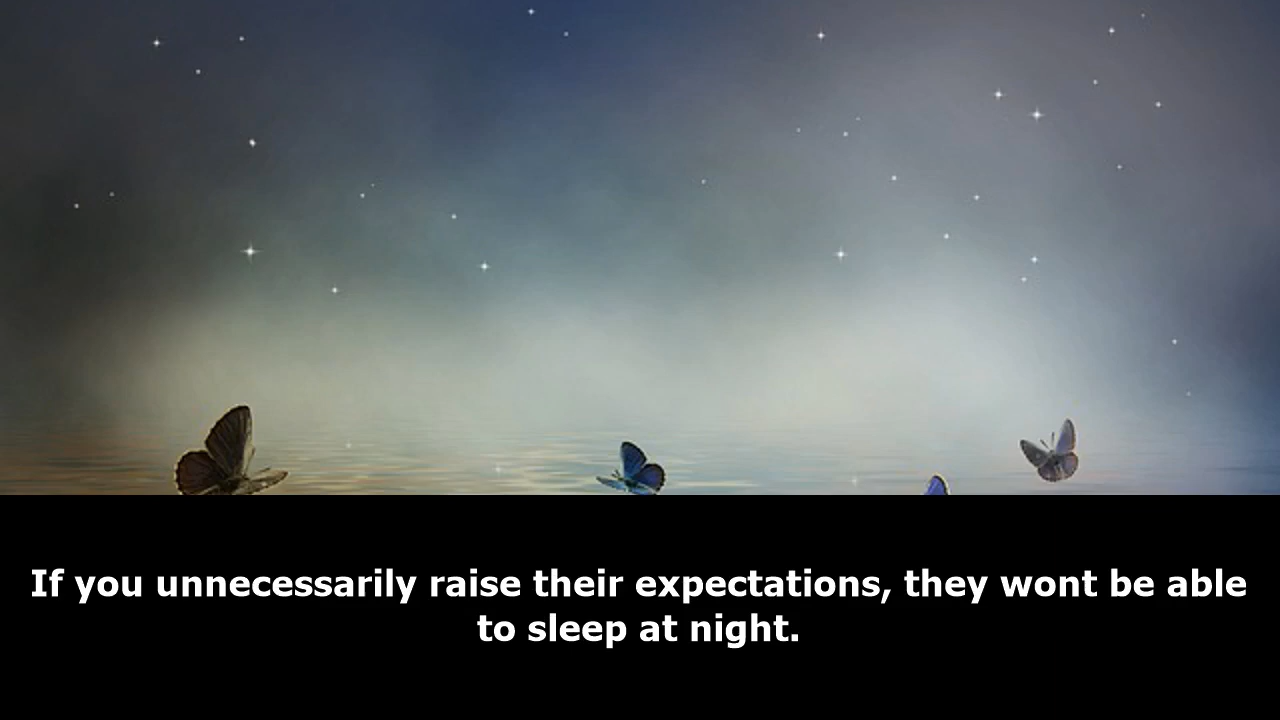 If you unnecessarily raise their expectations, they wont be able
to sleep at night.